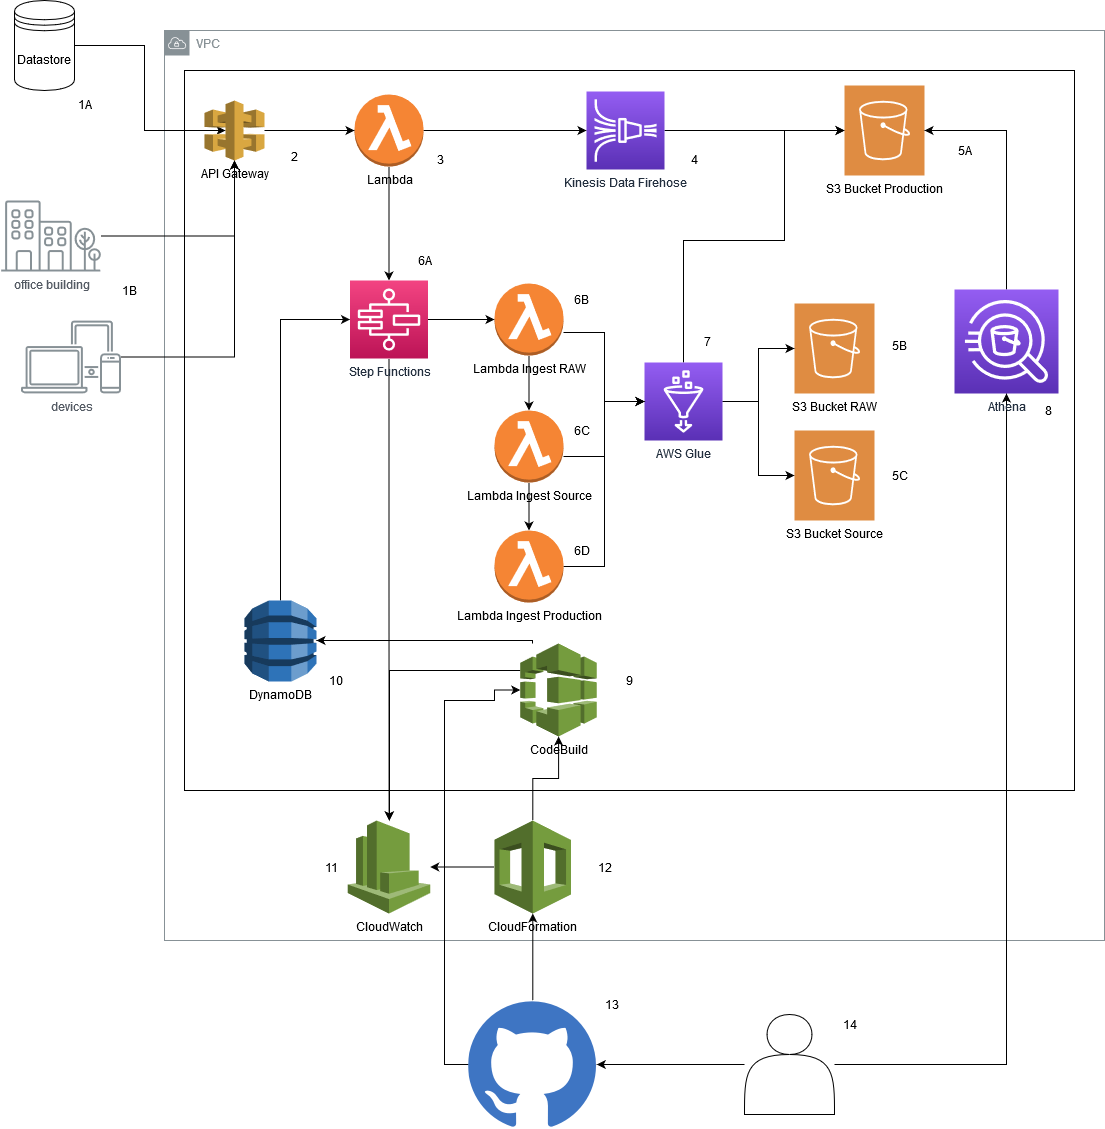 Datastore
VPC
1A
API Gateway
2
Lambda
3
Kinesis Data Firehose
4
S3 Bucket Production
5A
office building
1B
devices
6A
Step Functions
6B
Lambda Ingest RAW
6C
Lambda Ingest Source
6D
Lambda Ingest Production
7
AWS Glue
5B
S3 Bucket RAW
5C
S3 Bucket Source
Athena
8
DynamoDB
10
9
CodeBuild
11
CloudWatch
12
CloudFormation
13
14